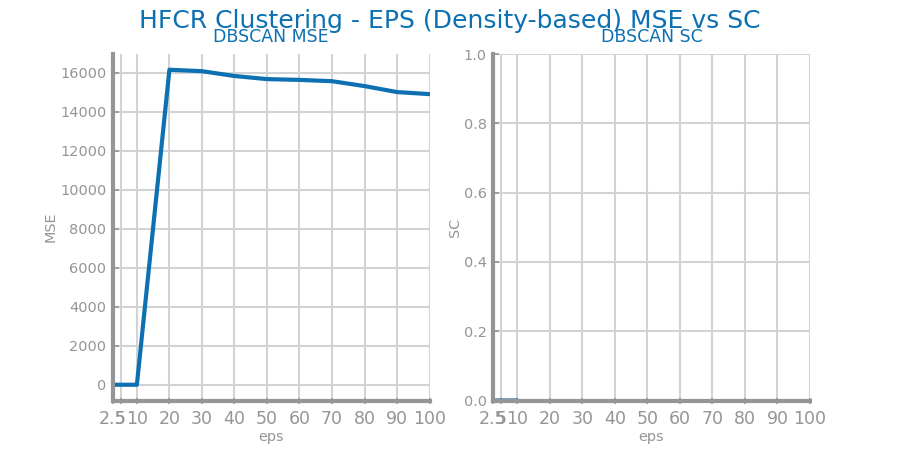 HFCR Clustering - EPS (Density-based) MSE vs SC
DBSCAN MSE
DBSCAN SC
MSE
16000
14000
12000
10000
8000
6000
4000
2000
0
2.5 5 10 20 30 40 50 60 70 80 90 100
eps
SC
1.0
0.8
0.6
0.4
0.2
0.0
2.5 5 10 20 30 40 50 60 70 80 90 100
eps